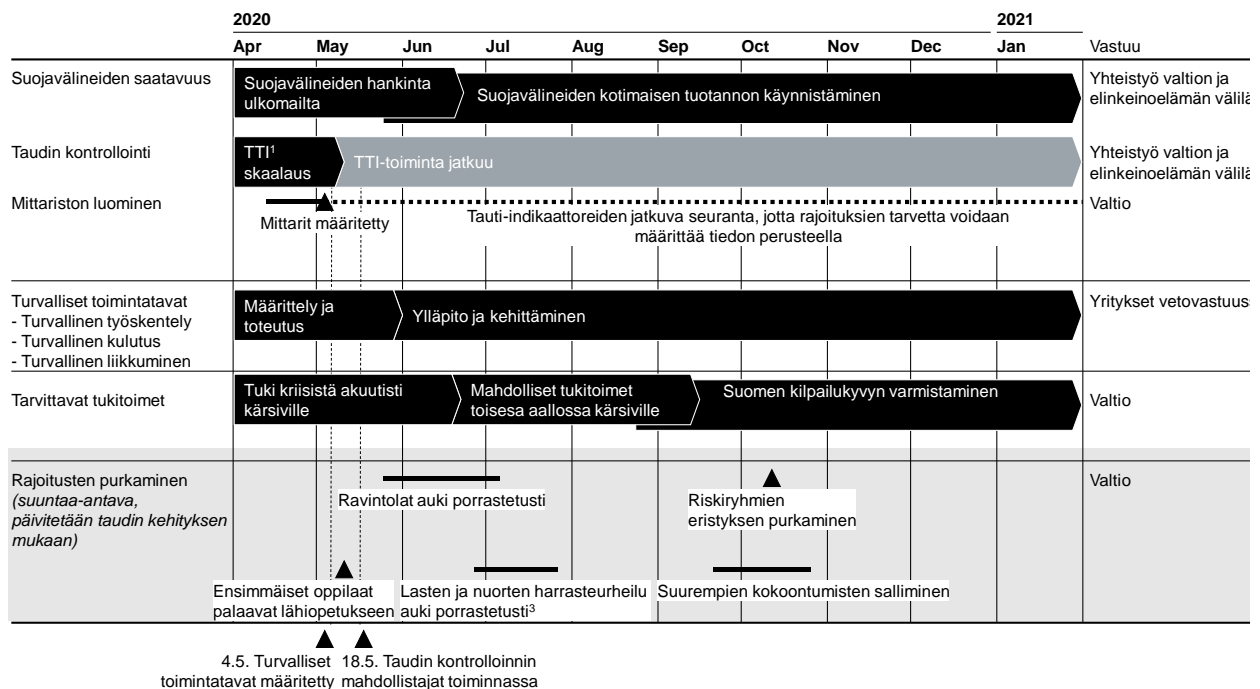 2020
2021
Apr May Jun Jul Aug Sep Oct Nov Dec Jan Vastuu
Suojavälineiden saatavuus
Suojavälineiden hankinta
ulkomailta
Suojavälineiden kotimaisen tuotannon käynnistäminen
Yhteistyö valtion ja
elinkeinoelämän välilä
Taudin kontrollointi
TTI¹
skaalaus
TTI-toiminta jatkuu
Yhteistyö valtion ja
elinkeinoelämän välilä
Mittariston luominen
Mittarit määritetty
Tauti-indikaattoreiden jatkuva seuranta, jotta rajoituksien tarvetta voidaan
määrittää tiedon perusteella
Valtio
Turvalliset toimintatavat
- Turvallinen työskentely
- Turvallinen kulutus
- Turvallinen liikkuminen
Määrittely ja
toteutus
Ylläpito ja kehittäminen
Yritykset vetovastuus
Tarvittavat tukitoimet
Tuki kriisistä akuutisti
kärsiville
Mahdolliset tukitoimet
toisesa aallossa kärsiville
Suomen kilpailukyvyn varmistaminen
Valtio
Rajoitusten purkaminen
(suuntaa-antava,
päivitetään taudin kehityksen
mukaan)
Ravintolat auki porrastetusti
Riskiryhmien
eristyksen purkaminen
Valtio
Ensimmäiset oppilaat
palaavat lähiopetukseen
Lasten ja nuorten harrasteurheilu
auki porrastetusti³
Suurempien kokoontumisten salliminen
4.5. Turvalliset
toimintatavat määritetty
18.5. Taudin kontrolloinnin
mahdollistajat toiminnassa